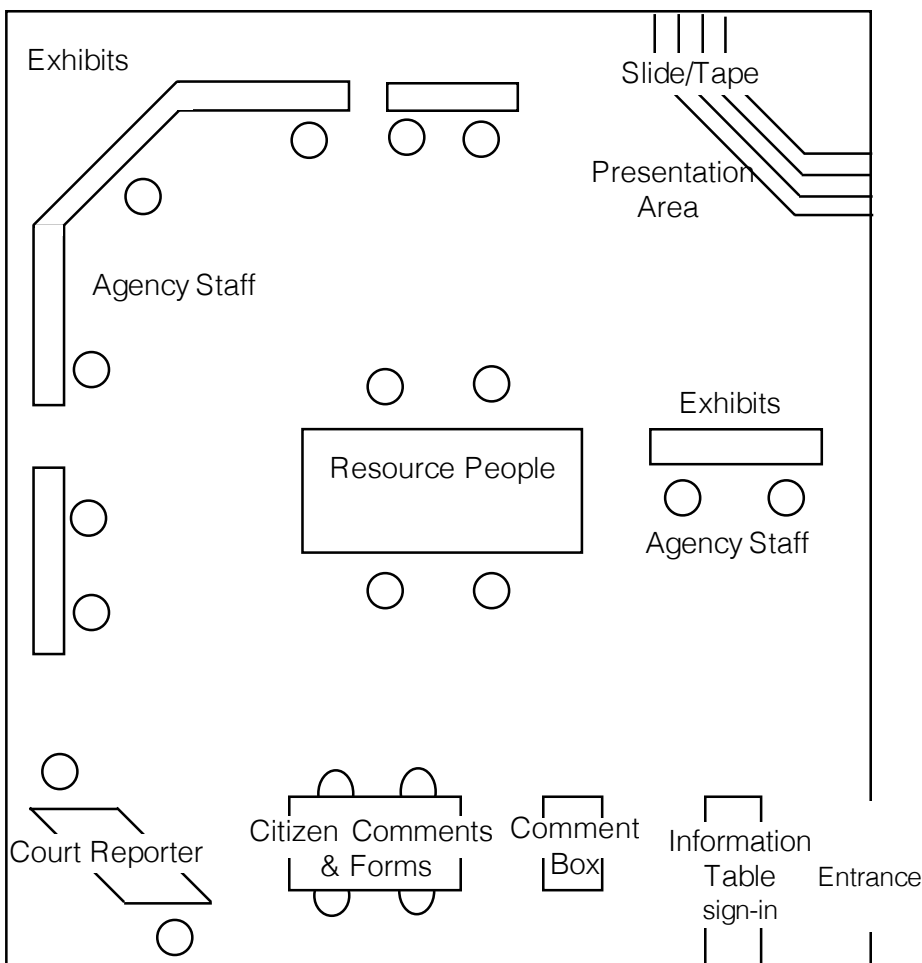 Exhibits
Slide/Tape
Presentation
Area
Agency Staff
Exhibits
Resource People
Agency Staff
Court Reporter
Citizen Comments
& Forms
Comment
Box
Information
Table
sign-in
Entrance